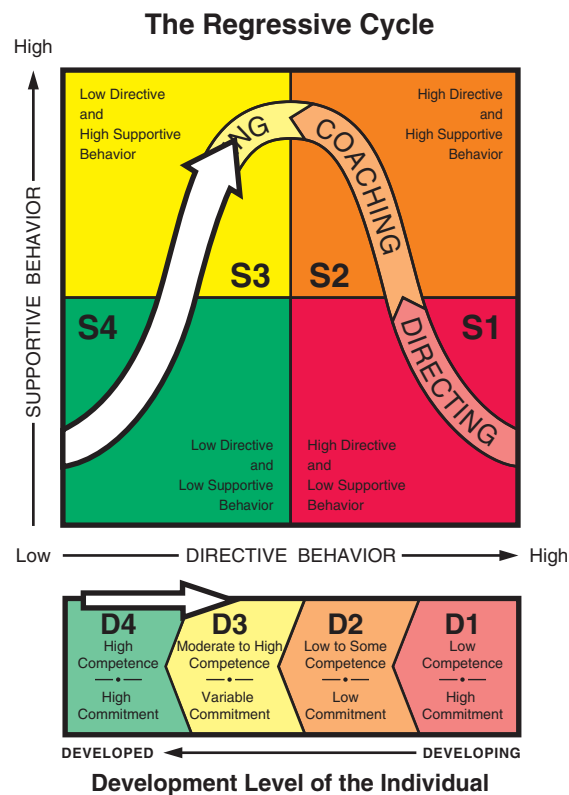 The Regressive Cycle
High
SUPPORTIVE BEHAVIOR
Low Directive
and
High Supportive
Behavior
High Directive
and
High Supportive
Behavior
NG
COACHING
DIRECTING
S3
S2
S4
S1
Low Directive
and
Low Supportive
Behavior
High Directive
and
Low Supportive
Behavior
Low
DIRECTIVE BEHAVIOR
High
D4
High
Competence
High
Commitment
D3
Moderate to High
Competence
Variable
Commitment
D2
Low to Some
Competence
Low
Commitment
D1
Low
Competence
High
Commitment
DEVELOPED
DEVELOPING
Development Level of the Individual